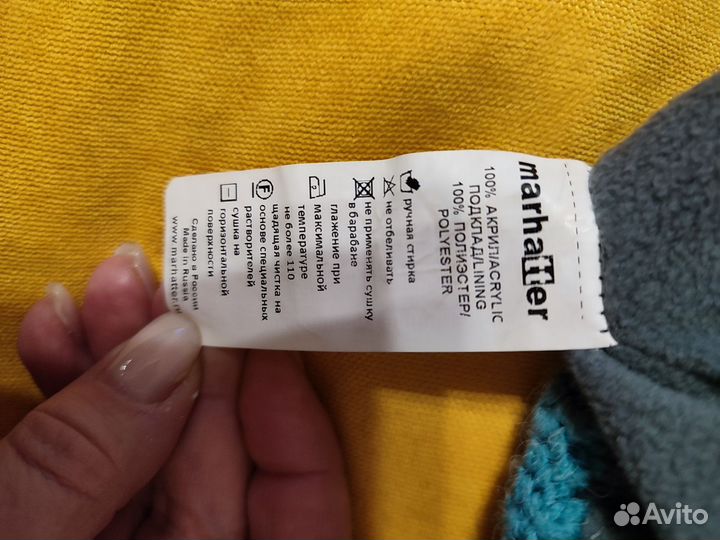 marhatter
100% АКРИЛ/ACRYLIC
ПОДКЛАД/LINING
100% ПОЛИЭСТЕР/
POLYESTER
ручная стирка
не отбеливать
не применять сушку
в барабане
глажение при
максимальной
температуре
не более 110
щадящая чистка на
основе специальных
растворителей
сушка на
горизонтальной
поверхности
Сделано в России
Made in Russia
www.marhatter.ru
F
Avito